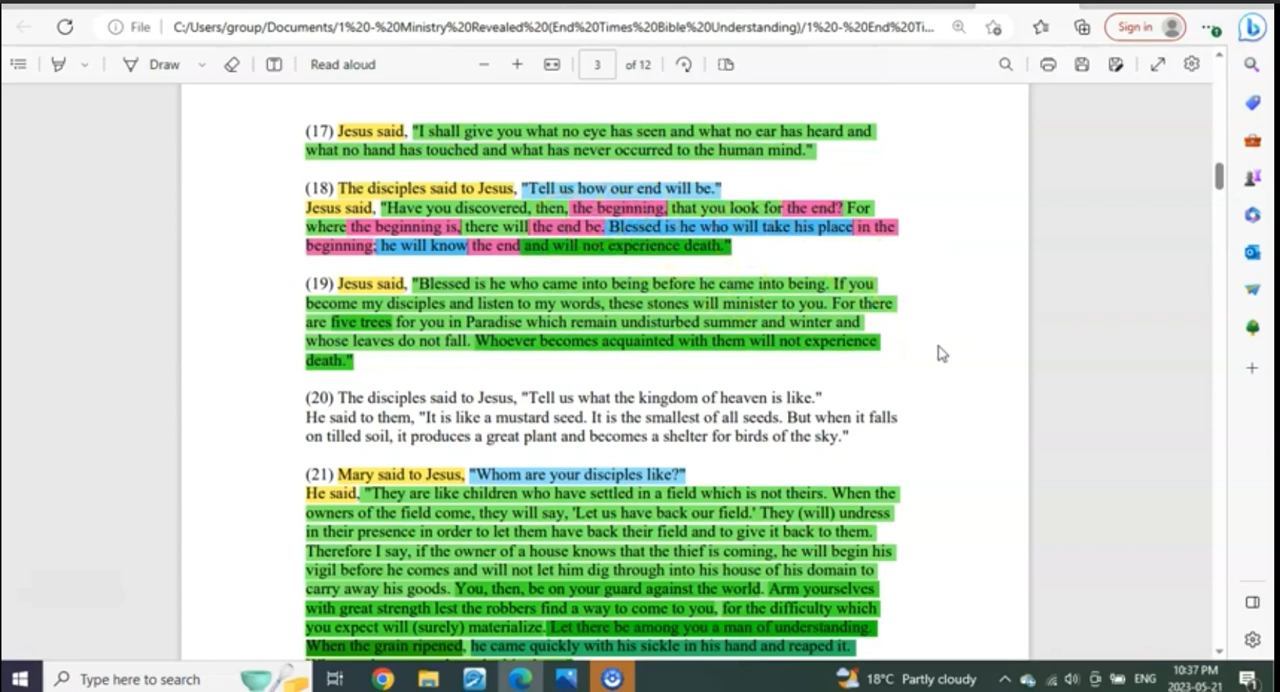 File C:/Users/group/Documents/1%20-%20Ministry%20Revealed%20(End%20Times%20Bible%20Understanding)/1%20-%20End%20Ti... Sign in
Draw Read aloud 3 of 12
(17) Jesus said, "I shall give you what no eye has seen and what no ear has heard and
what no hand has touched and what has never occurred to the human mind."
(18) The disciples said to Jesus, "Tell us how our end will be."
Jesus said, "Have you discovered, then, the beginning, that you look for the end? For
where the beginning is, there will the end be. Blessed is he who will take his place in the
beginning; he will know the end and will not experience death."
(19) Jesus said, "Blessed is he who came into being before he came into being. If you
become my disciples and listen to my words, these stones will minister to you. For there
are five trees for you in Paradise which remain undisturbed summer and winter and
whose leaves do not fall. Whoever becomes acquainted with them will not experience
death."
(20) The disciples said to Jesus, "Tell us what the kingdom of heaven is like."
He said to them, "It is like a mustard seed. It is the smallest of all seeds. But when it falls
on tilled soil, it produces a great plant and becomes a shelter for birds of the sky."
(21) Mary said to Jesus, "Whom are your disciples like?"
He said, "They are like children who have settled in a field which is not theirs. When the
owners of the field come, they will say, 'Let us have back our field.' They (will) undress
in their presence in order to let them have back their field and to give it back to them.
Therefore I say, if the owner of a house knows that the thief is coming, he will begin his
vigil before he comes and will not let him dig through into his house of his domain to
carry away his goods. You, then, be on your guard against the world. Arm yourselves
with great strength lest the robbers find a way to come to you, for the difficulty which
you expect will (surely) materialize. Let there be among you a man of understanding.
When the grain ripened, he came quickly with his sickle in his hand and reaped it.
Type here to search 18°C Partly cloudy ENG 10:37 PM
2023-05-21